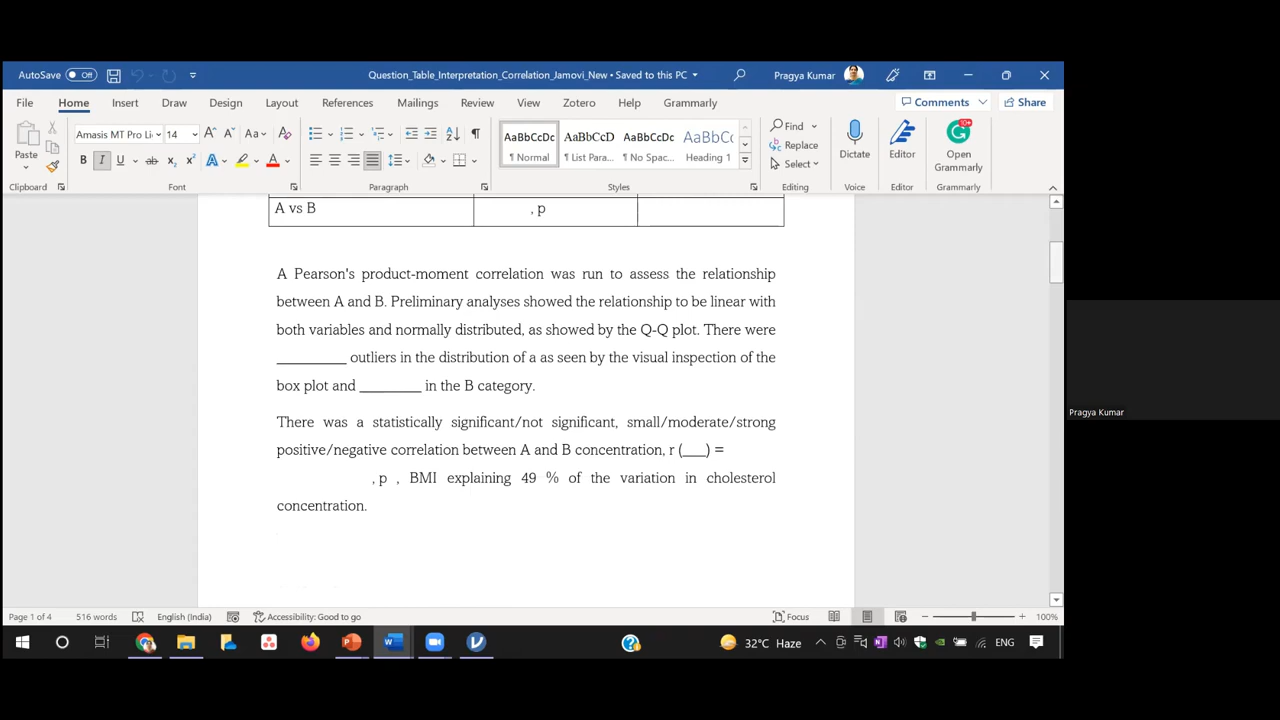 AutoSave Off
Question_Table_Interpretation_Correlation_Jamovi_New • Saved to this PC
Pragya Kumar
File Home Insert Draw Design Layout References Mailings Review View Zotero Help Grammarly
Comments Share
Paste
Amasis MT Pro Li 14
AaBbCcDc AaBbCcD AaBbCcDc AaBbC
¶ Normal ¶ List Para... ¶ No Spac... Heading 1
Find
Replace
Select
Dictate
Editor
Open
Grammarly
Clipboard Font Paragraph Styles Editing Voice Editor Grammarly
A vs B , p
A Pearson's product-moment correlation was run to assess the relationship
between A and B. Preliminary analyses showed the relationship to be linear with
both variables and normally distributed, as showed by the Q-Q plot. There were
__________ outliers in the distribution of a as seen by the visual inspection of the
box plot and _________ in the B category.
There was a statistically significant/not significant, small/moderate/strong
positive/negative correlation between A and B concentration, r (___) =
, p , BMI explaining 49 % of the variation in cholesterol
concentration.
Pragya Kumar
Page 1 of 4 516 words English (India) Accessibility: Good to go Focus 100%
32°C Haze ENG